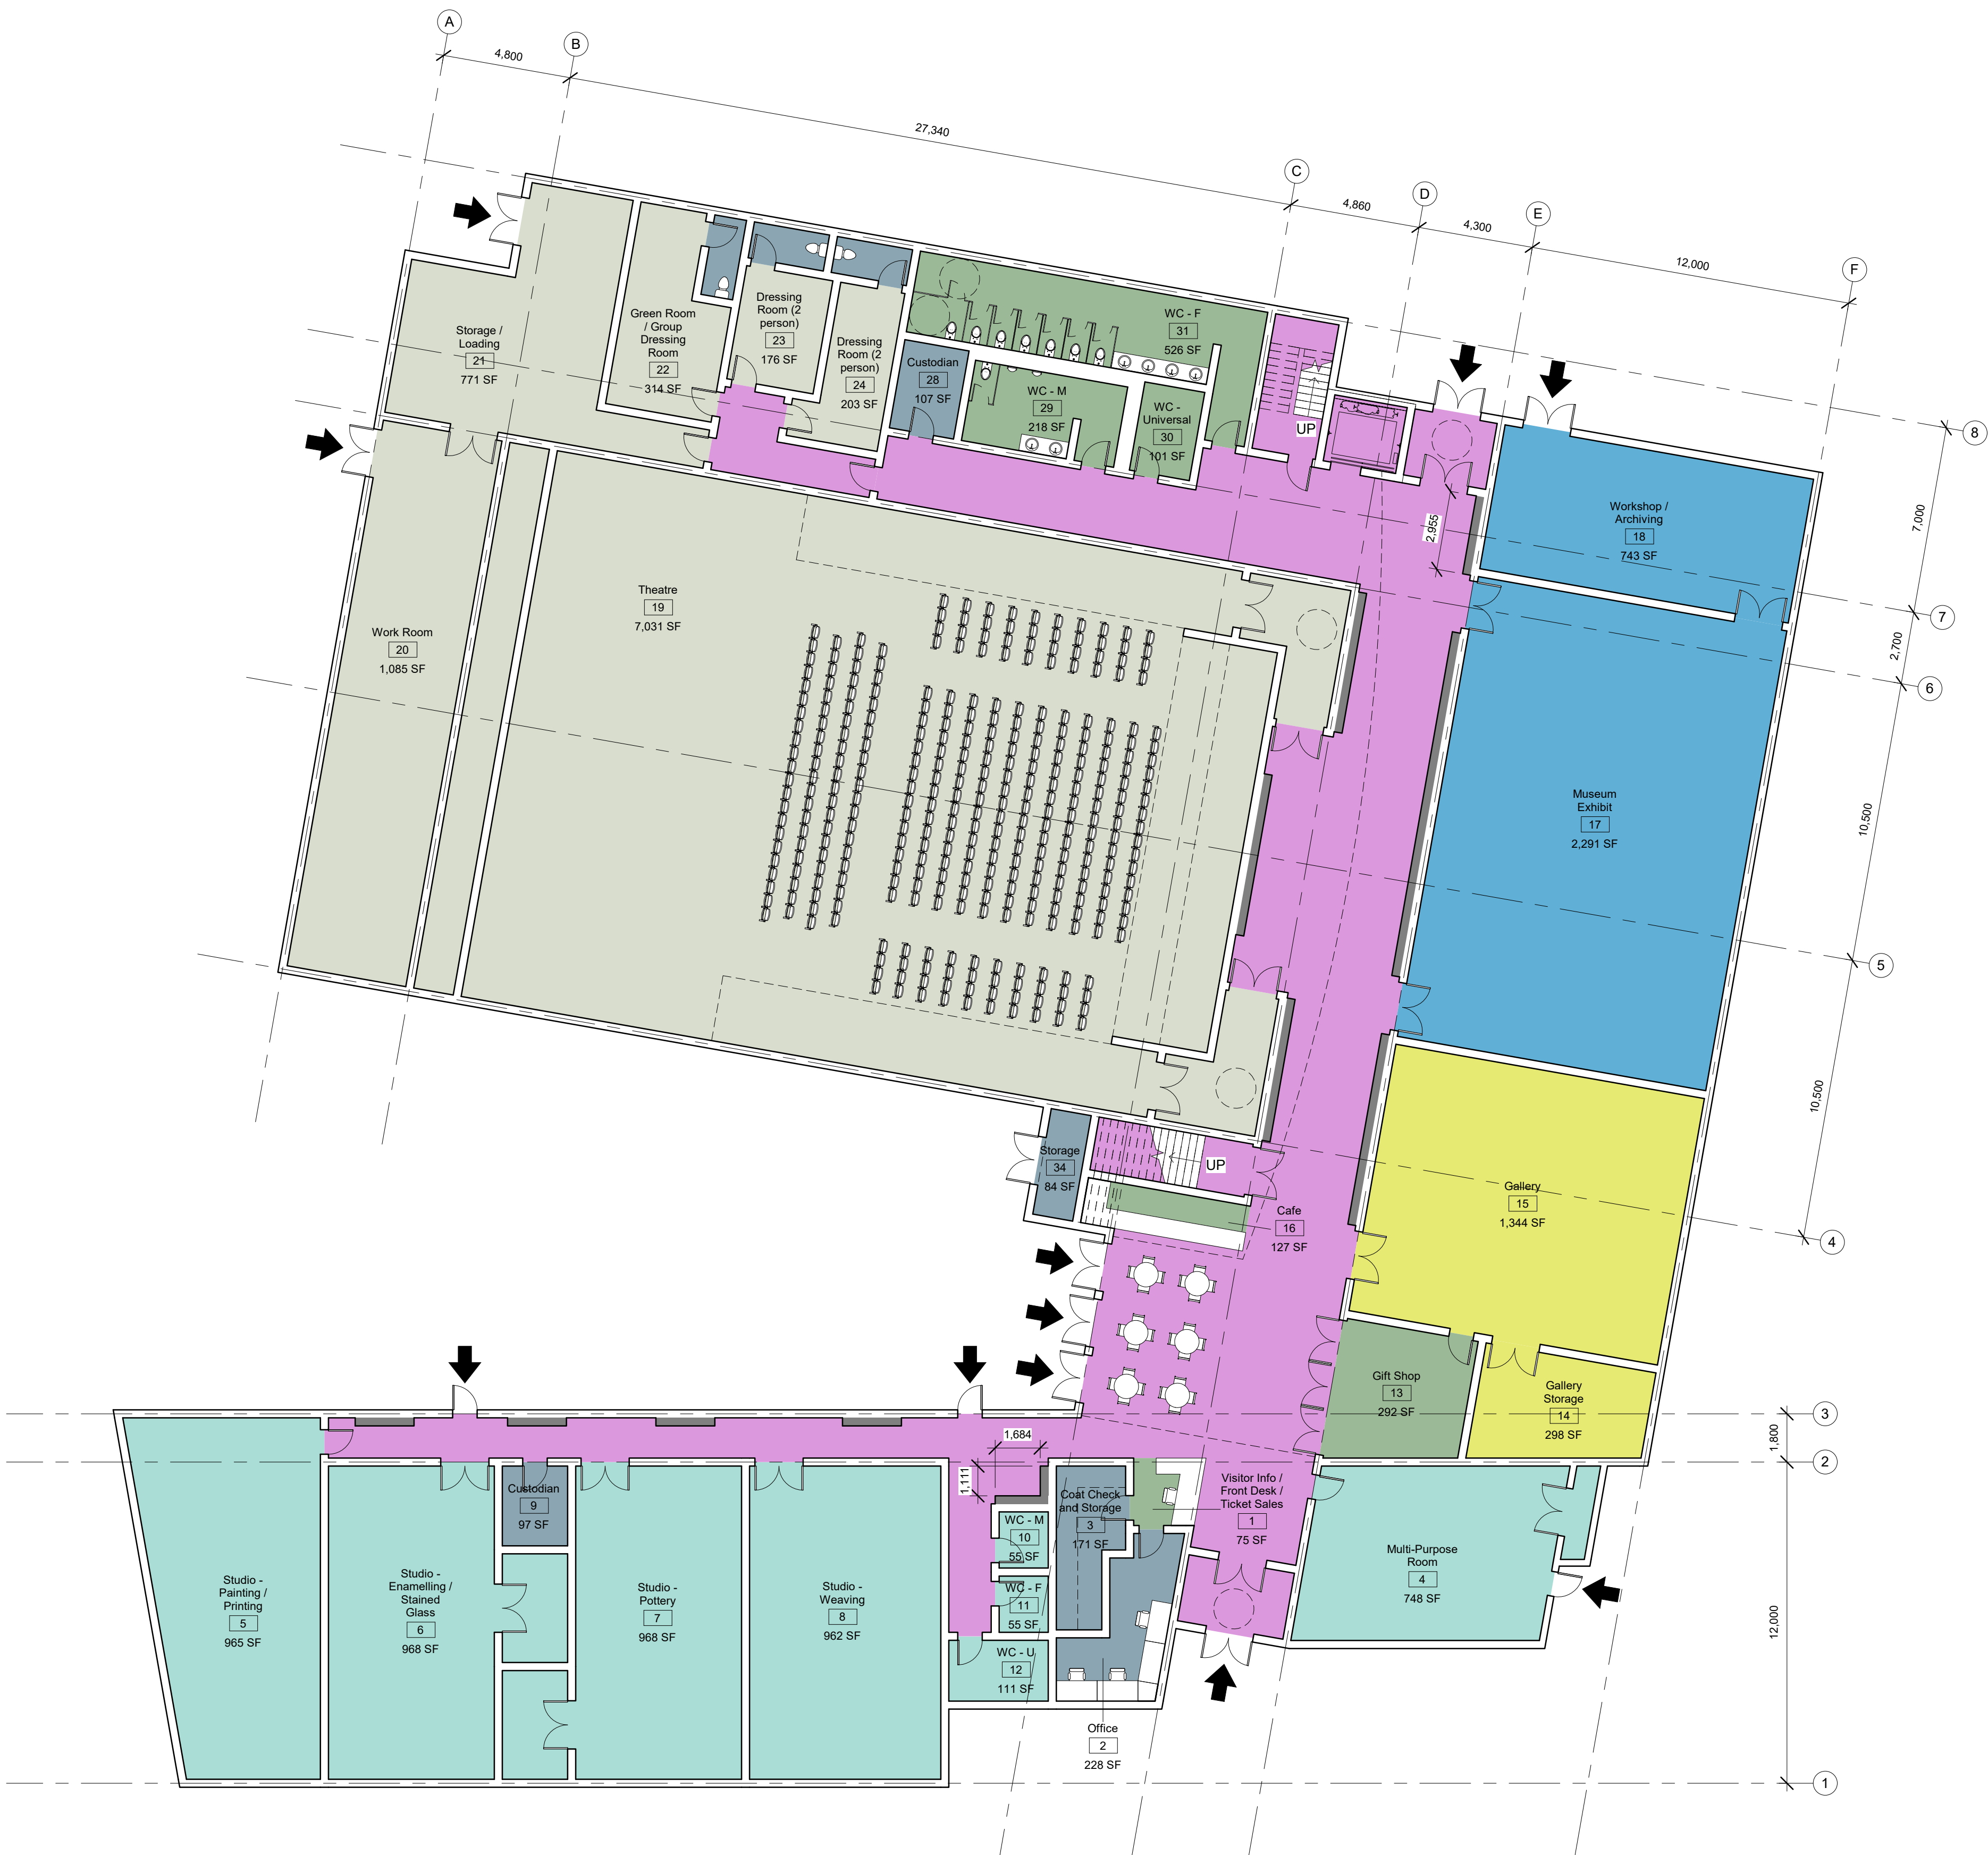 A
B
4,800
27,340
C
4,860
D
4,300
E
12,000
F
8
7,000
7
2,700
6
10,500
5
10,500
4
3
1,800
2
12,000
1
Storage /
Loading
21
771 SF
Green Room
/ Group
Dressing
Room
22
314 SF
Dressing
Room (2
person)
23
176 SF
Dressing
Room (2
person)
24
203 SF
Custodian
28
107 SF
WC - F
31
526 SF
WC - M
29
218 SF
WC -
Universal
30
101 SF
UP
2,955
Workshop /
Archiving
18
743 SF
Theatre
19
7,031 SF
Work Room
20
1,085 SF
Museum
Exhibit
17
2,291 SF
Storage
34
84 SF
UP
Cafe
16
127 SF
Gallery
15
1,344 SF
Gift Shop
13
292 SF
Gallery
Storage
14
298 SF
1,684
1,111
Custodian
9
97 SF
Coat Check
and Storage
3
171 SF
Visitor Info /
Front Desk /
Ticket Sales
1
75 SF
WC - M
10
55 SF
WC - F
11
55 SF
WC - U
12
111 SF
Multi-Purpose
Room
4
748 SF
Studio -
Painting /
Printing
5
965 SF
Studio -
Enamelling /
Stained
Glass
6
968 SF
Studio -
Pottery
7
968 SF
Studio -
Weaving
8
962 SF
Office
2
228 SF